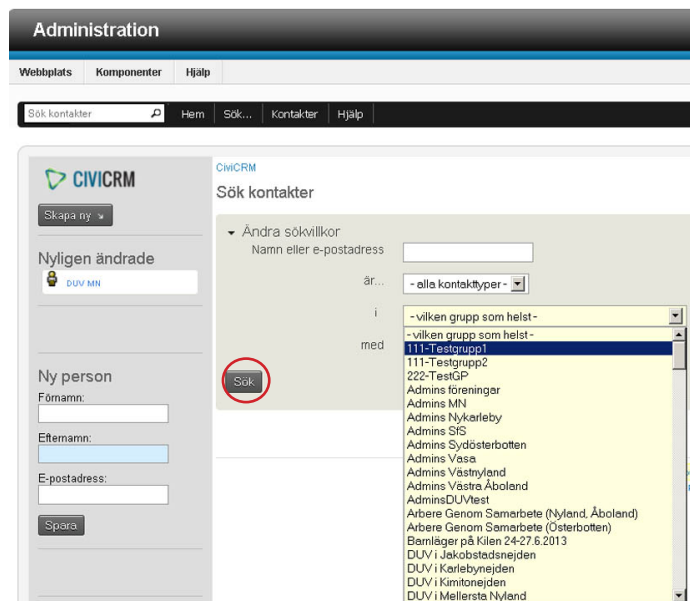 Administration
Webbplats Komponenter Hjälp
Sök kontakter Hem Sök... Kontakter Hjälp
CIVICRM
Skapa ny
Nyligen ändrade
DUV MN
Ny person
Förnamn:
Efternamn:
E-postadress:
Spara
CiviCRM
Sök kontakter
Ändra sökvillkor
Namn eller e-postadress
är... - alla kontakttyper -
i - vilken grupp som helst -
med
Sök
- vilken grupp som helst -
111-Testgrupp1
111-Testgrupp2
222-TestGP
Admins föreningar
Admins MN
Admins Nykarleby
Admins SfS
Admins Sydösterbotten
Admins Vasa
Admins Västnyland
Admins Västra Åboland
AdminsDUVtest
Arbere Genom Samarbete (Nyland, Åboland)
Arbere Genom Samarbete (Österbotten)
Barnläger på Kilen 24-27.6.2013
DUV i Jakobstadsnejden
DUV i Karlebynejden
DUV i Kimitonejden
DUV i Mellersta Nyland